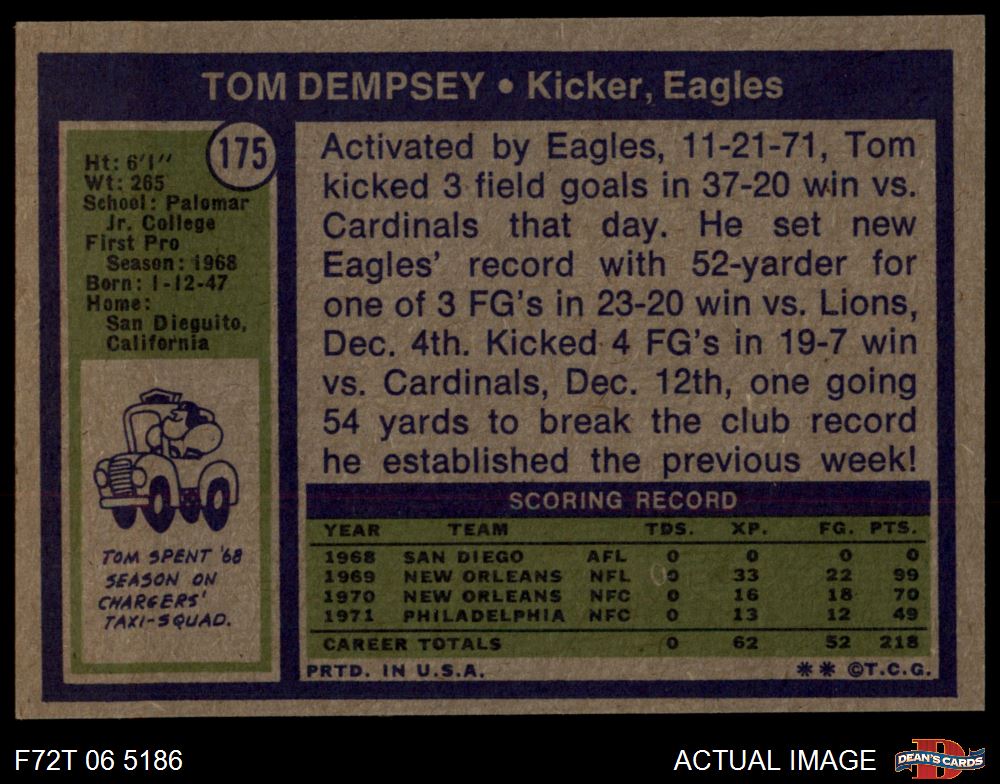 TOM DEMPSEY • Kicker, Eagles
175
Ht: 6'1"
Wt: 265
School: Palomar
Jr. College
First Pro
Season: 1968
Born: 1-12-47
Home:
San Dieguito,
California
TOM SPENT '68
SEASON ON
CHARGERS'
TAXI-SQUAD.
Activated by Eagles, 11-21-71, Tom
kicked 3 field goals in 37-20 win vs.
Cardinals that day. He set new
Eagles' record with 52-yarder for
one of 3 FG's in 23-20 win vs. Lions,
Dec. 4th. Kicked 4 FG's in 19-7 win
vs. Cardinals, Dec. 12th, one going
54 yards to break the club record
he established the previous week!
SCORING RECORD
YEAR TEAM TDS. XP. FG. PTS.
1968 SAN DIEGO AFL 0 0 0 0
1969 NEW ORLEANS NFL 0 33 22 99
1970 NEW ORLEANS NFC 0 16 18 70
1971 PHILADELPHIA NFC 0 13 12 49
CAREER TOTALS 0 62 52 218
PRTD. IN U.S.A. ** ©T.C.G.
F72T 06 5186
ACTUAL IMAGE
D
DEAN'S CARDS